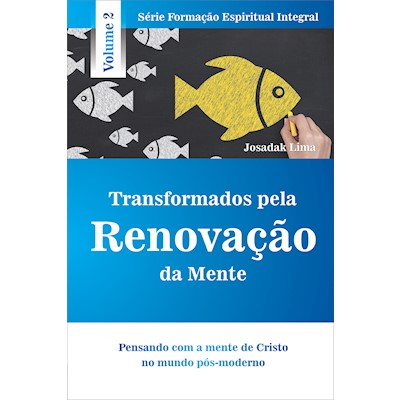 Volume 2
Série Formação Espiritual Integral
Josadak Lima
Transformados pela
Renovação
da Mente
Pensando com a mente de Cristo
no mundo pós-moderno